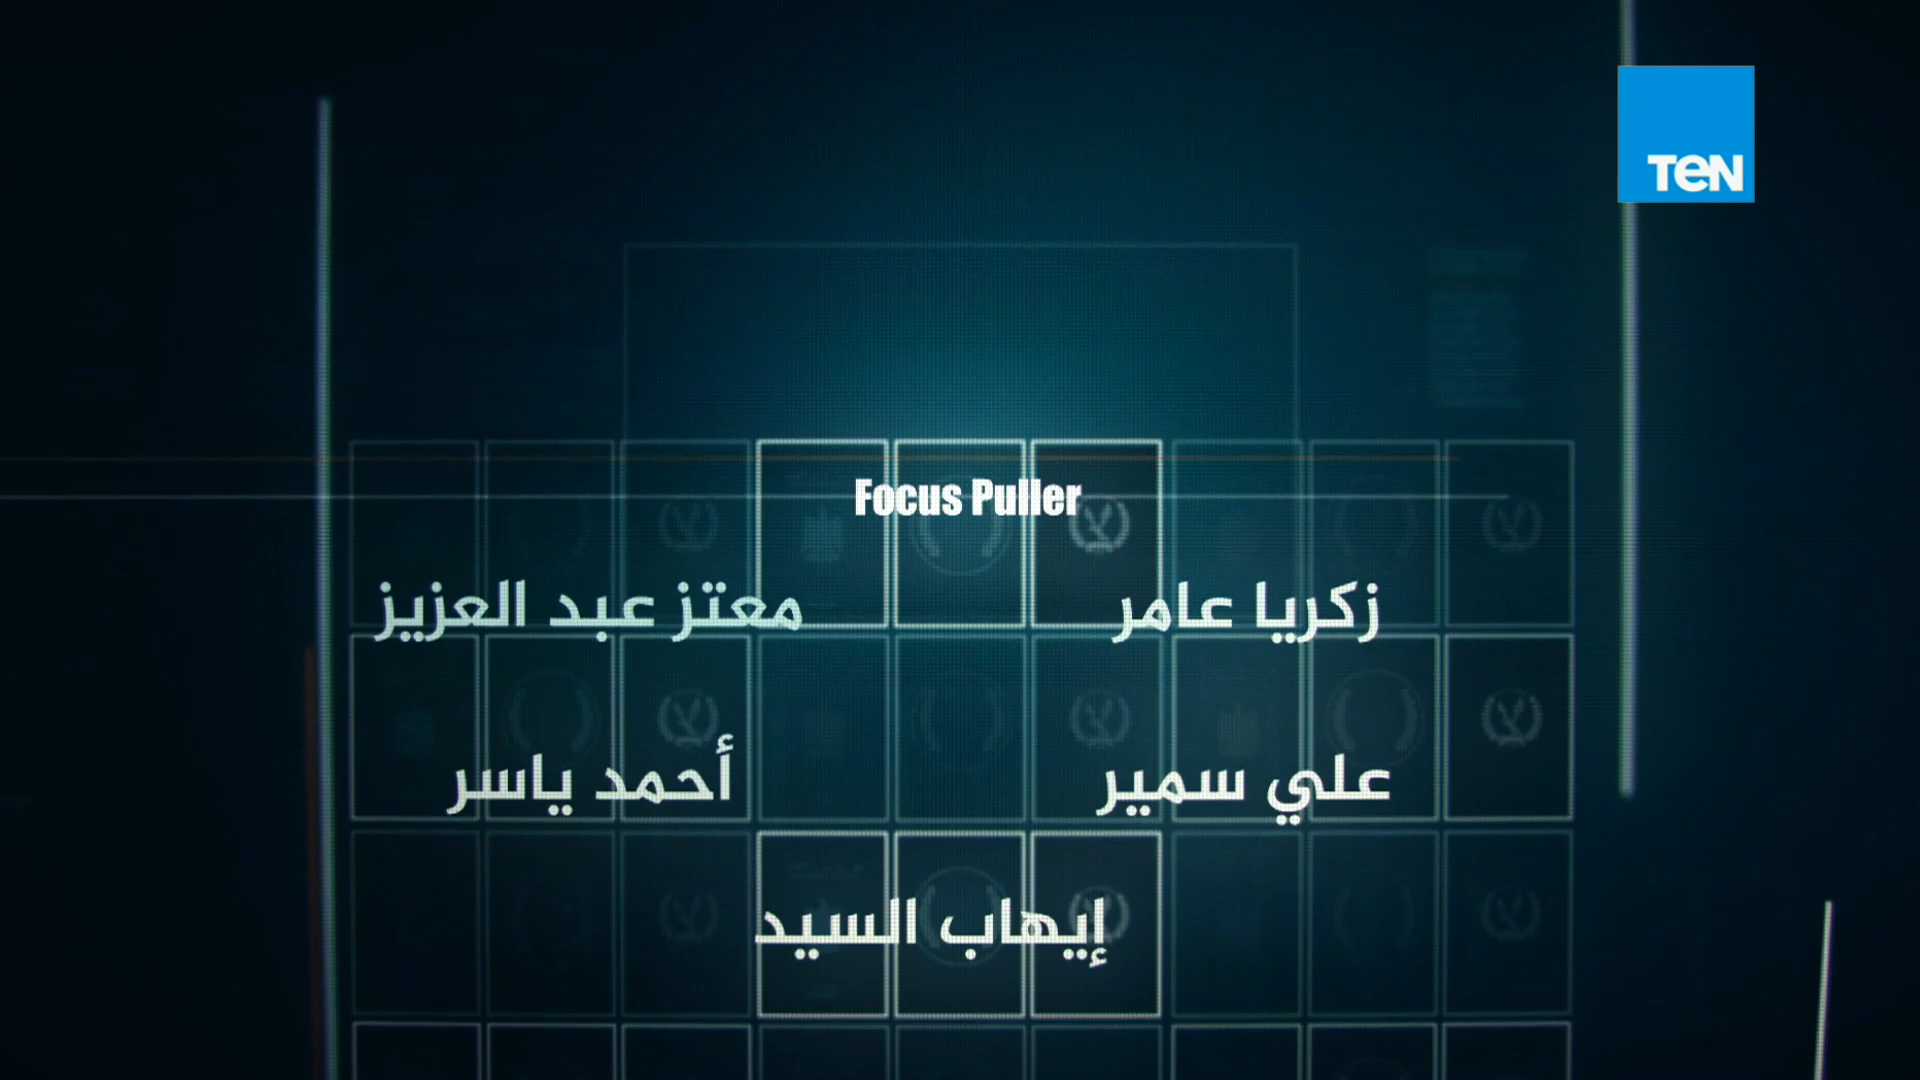 TeN
Focus Puller
زكريا عامر
معتز عبد العزيز
علي سمير
أحمد ياسر
إيهاب السيد